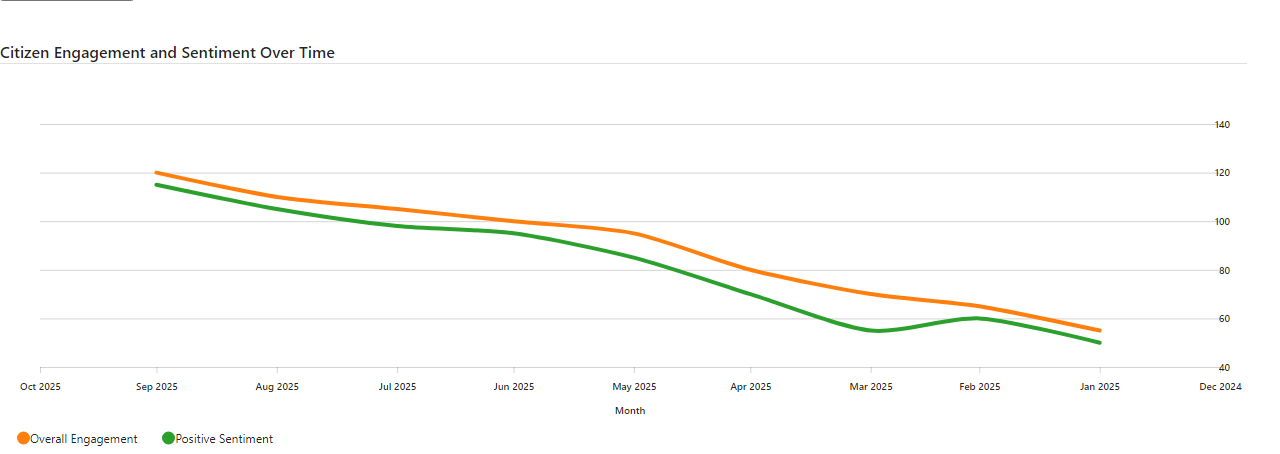 Citizen Engagement and Sentiment Over Time
140
120
100
80
60
40
Oct 2025 Sep 2025 Aug 2025 Jul 2025 Jun 2025 May 2025 Apr 2025 Mar 2025 Feb 2025 Jan 2025 Dec 2024
Month
Overall Engagement Positive Sentiment